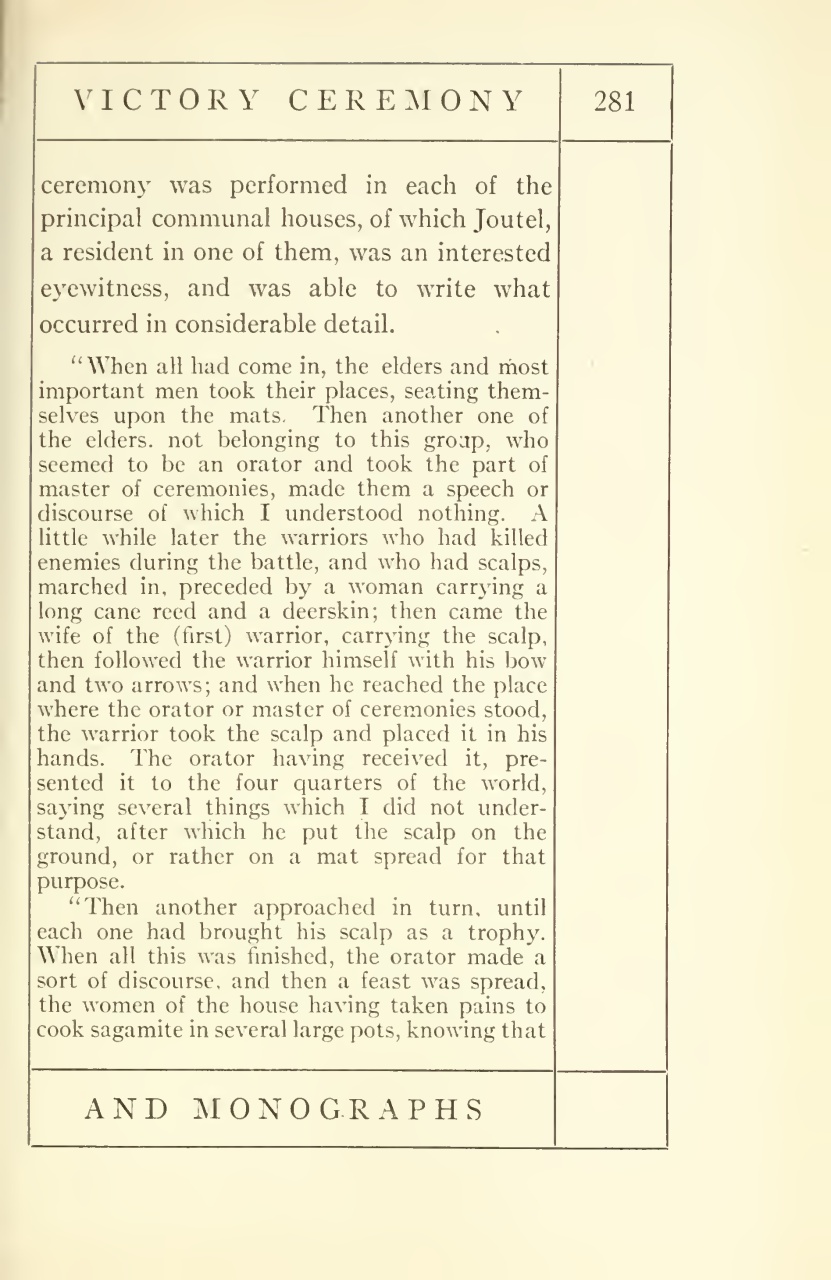 VICTORY CEREMONY
281
ceremony was performed in each of the
principal communal houses, of which Joutel,
a resident in one of them, was an interested
eyewitness, and was able to write what
occurred in considerable detail.
“When all had come in, the elders and most
important men took their places, seating them-
selves upon the mats. Then another one of
the elders. not belonging to this group, who
seemed to be an orator and took the part of
master of ceremonies, made them a speech or
discourse of which I understood nothing. A
little while later the warriors who had killed
enemies during the battle, and who had scalps,
marched in, preceded by a woman carrying a
long cane reed and a deerskin; then came the
wife of the (first) warrior, carrying the scalp,
then followed the warrior himself with his bow
and two arrows; and when he reached the place
where the orator or master of ceremonies stood,
the warrior took the scalp and placed it in his
hands. The orator having received it, pre-
sented it to the four quarters of the world,
saying several things which I did not under-
stand, after which he put the scalp on the
ground, or rather on a mat spread for that
purpose.
“Then another approached in turn, until
each one had brought his scalp as a trophy.
When all this was finished, the orator made a
sort of discourse, and then a feast was spread,
the women of the house having taken pains to
cook sagamite in several large pots, knowing that
AND MONOGRAPHS